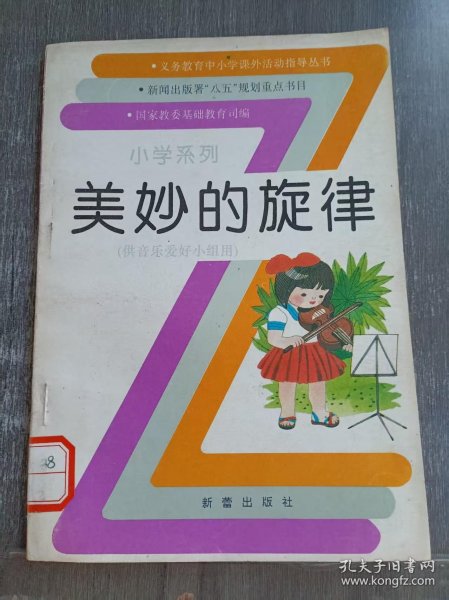 • 义务教育中小学课外活动指导丛书
• 新闻出版署“八五”规划重点书目
• 国家教委基础教育司编
小学系列
美妙的旋律
(供音乐爱好小组用)
新蕾出版社
孔夫子旧书网
www.kongfz.com